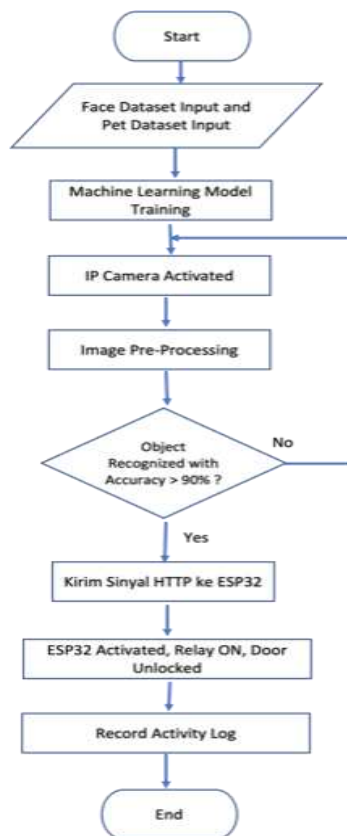 Start
Face Dataset Input and
Pet Dataset Input
Machine Learning Model
Training
IP Camera Activated
Image Pre-Processing
Object
Recognized with
Accuracy > 90% ?
No
Yes
Kirim Sinyal HTTP ke ESP32
ESP32 Activated, Relay ON, Door
Unlocked
Record Activity Log
End